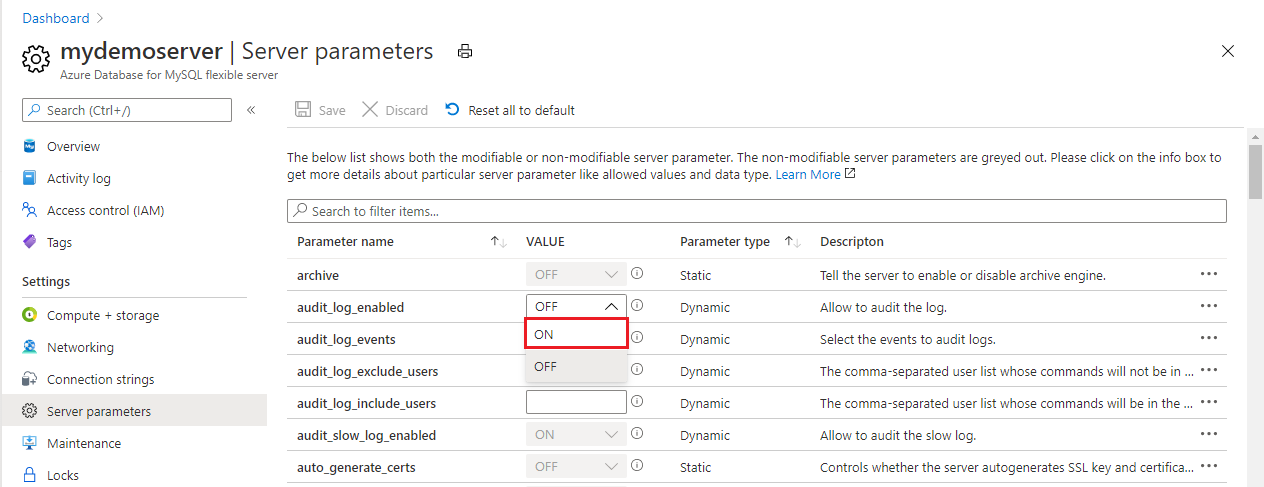 Dashboard >
mydemoserver | Server parameters
Azure Database for MySQL flexible server
Search (Ctrl+/)
«
Save
Discard
Reset all to default
Overview
Activity log
Access control (IAM)
Tags
Settings
Compute + storage
Networking
Connection strings
Server parameters
Maintenance
Locks
The below list shows both the modifiable or non-modifiable server parameter. The non-modifiable server parameters are greyed out. Please click on the info box to
get more details about particular server parameter like allowed values and data type. Learn More
Search to filter items...
Parameter name VALUE Parameter type Descripton
archive OFF Static Tell the server to enable or disable archive engine.
audit_log_enabled OFF Dynamic Allow to audit the log.
ON
audit_log_events Dynamic Select the events to audit logs.
OFF
audit_log_exclude_users Dynamic The comma-separated user list whose commands will not be in ...
audit_log_include_users Dynamic The comma-separated user list whose commands will be in the ...
audit_slow_log_enabled ON Dynamic Allow to audit the slow log.
auto_generate_certs OFF Static Controls whether the server autogenerates SSL key and certifica...